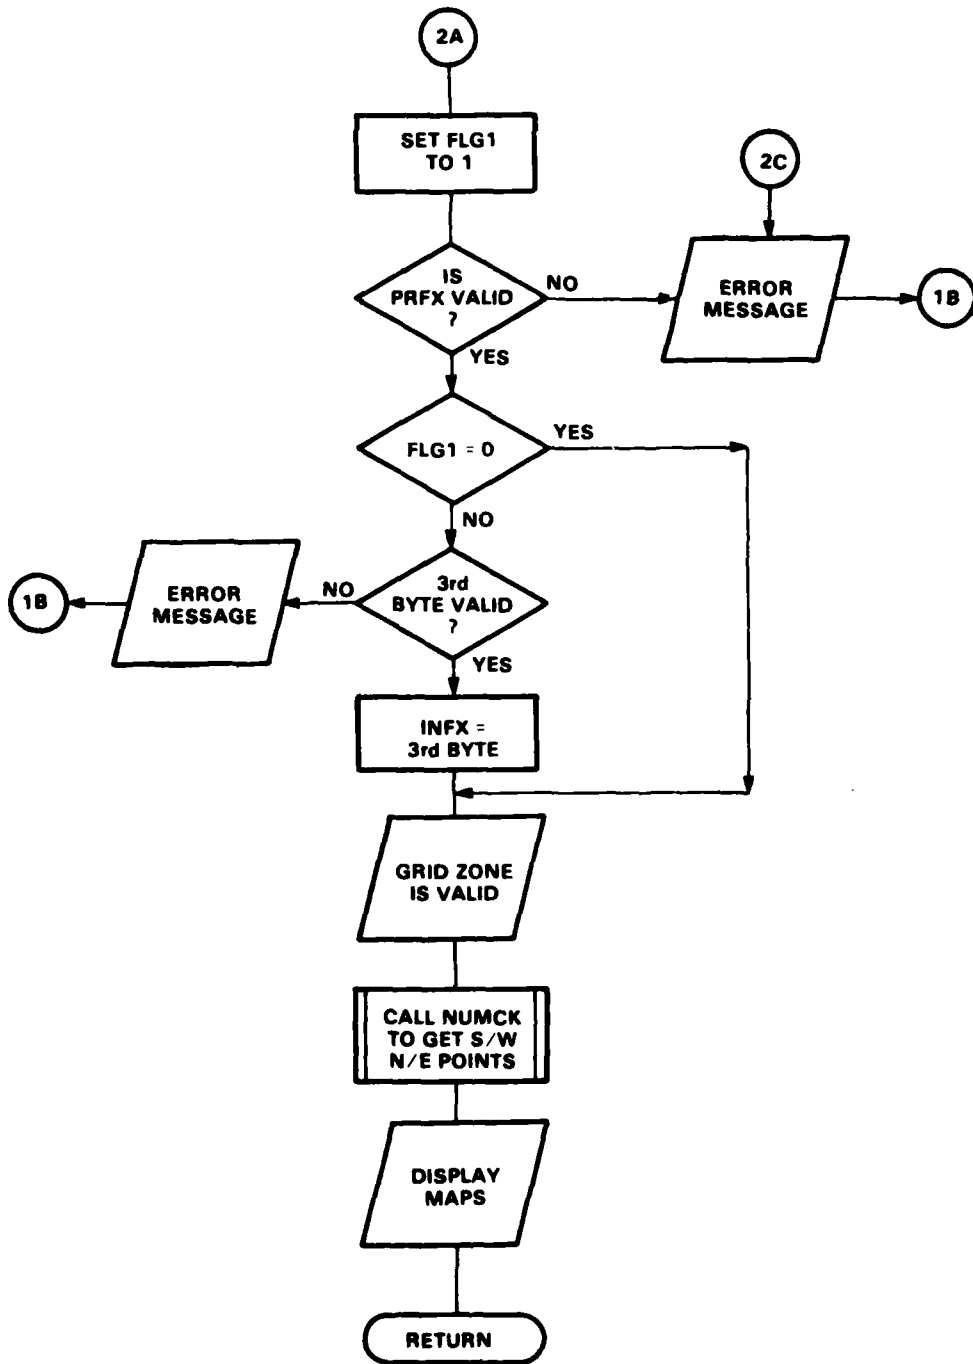 2A
SET FLG1
TO 1
2C
IS
PRFX VALID
?
NO
ERROR
MESSAGE
1B
YES
FLG1 = 0
YES
NO
1B
ERROR
MESSAGE
NO
3rd
BYTE VALID
?
YES
INFX =
3rd BYTE
GRID ZONE
IS VALID
CALL NUMCK
TO GET S/W
N/E POINTS
DISPLAY
MAPS
RETURN